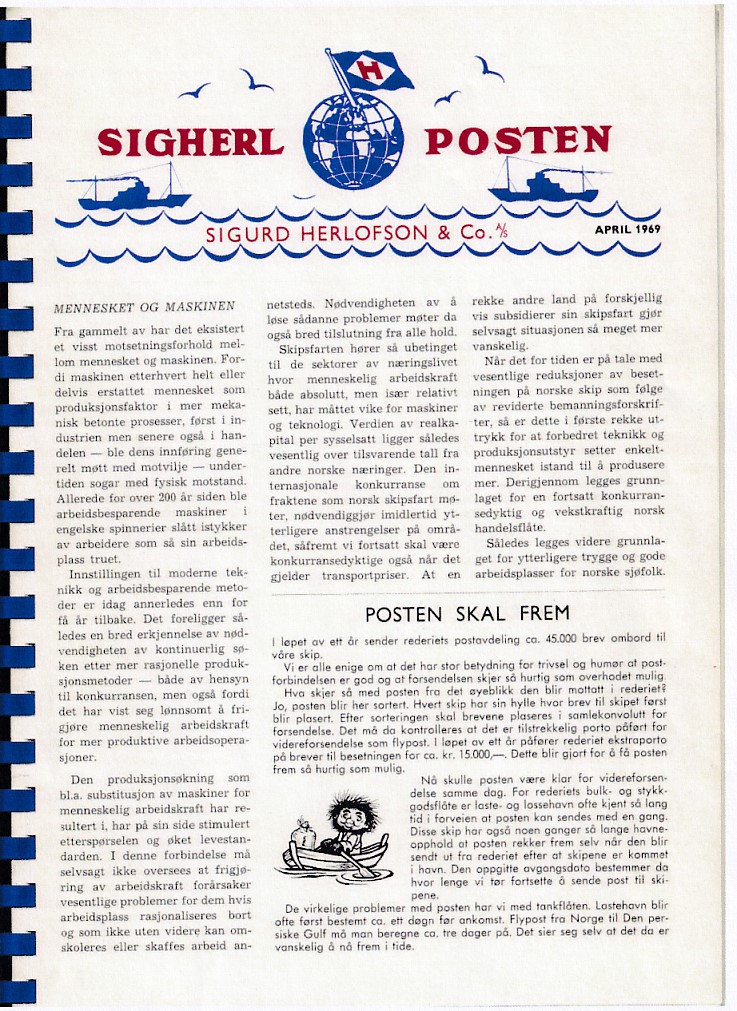 H
SIGHERL POSTEN
SIGURD HERLOFSON & Co. A/S
APRIL 1969
MENNESKET OG MASKINEN
Fra gammelt av har det eksistert
et visst motsetningsforhold mel-
lom mennesket og maskinen. For-
di maskinen etterhvert helt eller
delvis erstattet mennesket som
produksjonsfaktor i mer meka-
nisk betonte prosesser, først i in-
dustrien men senere også i han-
delen — ble dens innføring gene-
relt møtt med motvilje — under-
tiden sogar med fysisk motstand.
Allerede for over 200 år siden ble
arbeidsbesparende maskiner i
engelske spinnerier slått istykker
av arbeidere som så sin arbeids-
plass truet.
Innstillingen til moderne tek-
nikk og arbeidsbesparende meto-
der er idag annerledes enn for
få år tilbake. Det foreligger så-
ledes en bred erkjennelse av nød-
vendigheten av kontinuerlig sø-
ken etter mer rasjonelle produk-
sjonsmetoder — både av hensyn
til konkurransen, men også fordi
det har vist seg lønnsomt å fri-
gjøre menneskelig arbeidskraft
for mer produktive arbeidsopera-
sjoner.
Den produksjonsøkning som
bl.a. substitusjon av maskiner for
menneskelig arbeidskraft har re-
sultert i, har på sin side stimulert
etterspørselen og øket levestan-
darden. I denne forbindelse må
selvsagt ikke oversees at frigjø-
ring av arbeidskraft forårsaker
vesentlige problemer for dem hvis
arbeidsplass rasjonaliseres bort
og som ikke uten videre kan om-
skoleres eller skaffes arbeid an-
netsteds. Nødvendigheten av å
løse sådanne problemer møter da
også bred tilslutning fra alle hold.
Skipsfarten hører så ubetinget
til de sektorer av næringslivet
hvor menneskelig arbeidskraft
både absolutt, men især relativt
sett, har måttet vike for maskiner
og teknologi. Verdien av realka-
pital per sysselsatt ligger således
vesentlig over tilsvarende tall fra
andre norske næringer. Den in-
ternasjonale konkurranse om
fraktene som norsk skipsfart mø-
ter, nødvendiggjør imidlertid yt-
terligere anstrengelser på områ-
det, såfremt vi fortsatt skal være
konkurransedyktige også når det
gjelder transportpriser. At en
rekke andre land på forskjellig
vis subsidierer sin skipsfart gjør
selvsagt situasjonen så meget mer
vanskelig.
Når det for tiden er på tale med
vesentlige reduksjoner av beset-
ningen på norske skip som følge
av reviderte bemanningsforskrif-
ter, så er dette i første rekke ut-
trykk for at forbedret teknikk og
produksjonsutstyr setter enkelt-
mennesket istand til å produsere
mer. Derigjennom legges grunn-
laget for en fortsatt konkurran-
sedyktig og vekstkraftig norsk
handelsflåte.
Således legges videre grunnla-
get for ytterligere trygge og gode
arbeidsplasser for norske sjøfolk.
POSTEN SKAL FREM
I løpet av ett år sender rederiets postavdeling ca. 45.000 brev ombord til
våre skip.
Vi er alle enige om at det har stor betydning for trivsel og humør at post-
forbindelsen er god og at forsendelsen skjer så hurtig som overhodet mulig.
Hva skjer så med posten fra det øyeblikk den blir mottatt i rederiet?
Jo, posten blir her sortert. Hvert skip har sin hylle hvor brev til skipet først
blir plasert. Efter sorteringen skal brevene plaseres i samlekonvolutt for
forsendelse. Det må da kontrolleres at det er tilstrekkelig porto påført for
videreforsendelse som flypost. I løpet av ett år påfører rederiet ekstraporto
på brever til besetningen for ca. kr. 15.000,—. Dette blir gjort for å få posten
frem så hurtig som mulig.
Nå skulle posten være klar for videreforsen-
delse samme dag. For rederiets bulk- og stykk-
godsflåte er laste- og lossehavn ofte kjent så lang
tid i forveien at posten kan sendes med en gang.
Disse skip har også noen ganger så lange havne-
opphold at posten rekker frem selv når den blir
sendt ut fra rederiet efter at skipene er kommet
i havn. Den oppgitte avgangsdato bestemmer da
hvor lenge vi tør fortsette å sende post til ski-
pene.
De virkelige problemer med posten har vi med tankflåten. Lastehavn blir
ofte først bestemt ca. ett døgn før ankomst. Flypost fra Norge til Den per-
siske Gulf må man beregne ca. tre dager på. Det sier seg selv at det da er
vanskelig å nå frem i tide.